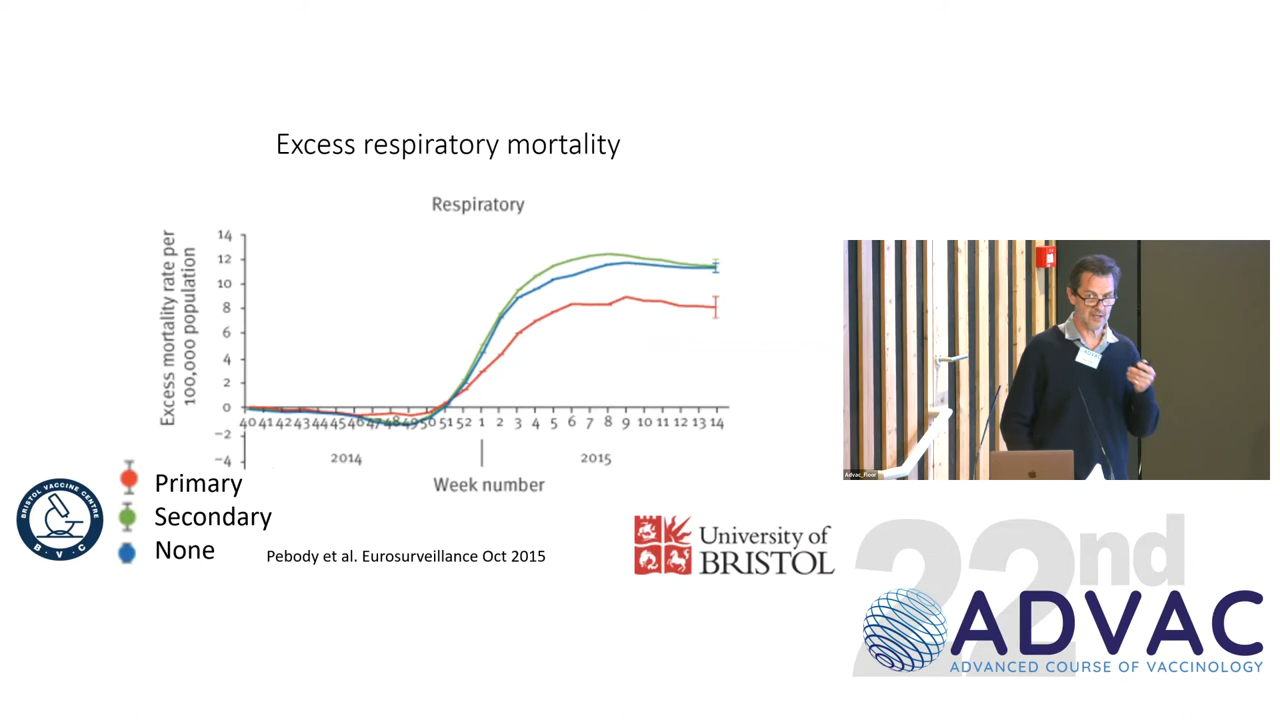 Excess respiratory mortality
Respiratory
Excess mortality rate per
100,000 population
14
12
10
8
6
4
2
0
−2
−4
40 41 42 43 44 45 46 47 48 49 50 51 52 1 2 3 4 5 6 7 8 9 10 11 12 13 14
2014
2015
Week number
Primary
Secondary
None
Pebody et al. Eurosurveillance Oct 2015
BRISTOL VACCINE CENTRE
B · V · C
University of
BRISTOL
ADVAC
Advac_floor
22nd
ADVAC
ADVANCED COURSE OF VACCINOLOGY